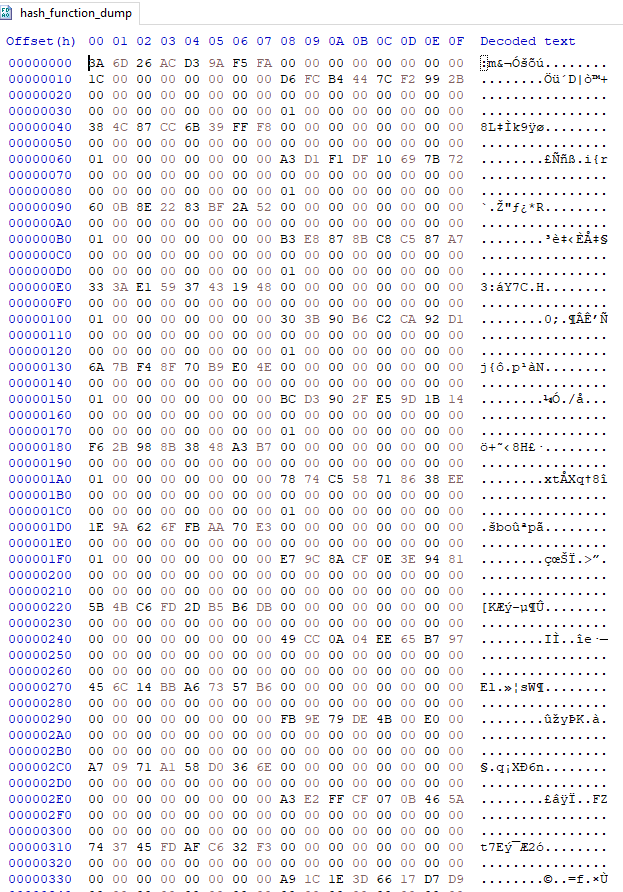 hash_function_dump
Offset(h) 00 01 02 03 04 05 06 07 08 09 0A 0B 0C 0D 0E 0F Decoded text
00000000 8A 6D 26 AC D3 9A F5 FA 00 00 00 00 00 00 00 00 m&¬Óšõú........
00000010 1C 00 00 00 00 00 00 00 D6 FC B4 44 7C F2 99 2B ........Öü´D|ò™+
00000020 00 00 00 00 00 00 00 00 00 00 00 00 00 00 00 00 ................
00000030 00 00 00 00 00 00 00 00 01 00 00 00 00 00 00 00 ................
00000040 38 4C 87 CC 6B 39 FF F8 00 00 00 00 00 00 00 00 8L‡Ìk9ÿø........
00000050 00 00 00 00 00 00 00 00 00 00 00 00 00 00 00 00 ................
00000060 01 00 00 00 00 00 00 00 A3 D1 F1 DF 10 69 7B 72 ........£Ññß.i{r
00000070 00 00 00 00 00 00 00 00 00 00 00 00 00 00 00 00 ................
00000080 00 00 00 00 00 00 00 00 01 00 00 00 00 00 00 00 ................
00000090 60 0B 8E 22 83 BF 2A 52 00 00 00 00 00 00 00 00 `.Ž"ƒ¿*R........
000000A0 00 00 00 00 00 00 00 00 00 00 00 00 00 00 00 00 ................
000000B0 01 00 00 00 00 00 00 00 B3 E8 87 8B C8 C5 87 A7 ........³è‡‹ÈÅ‡§
000000C0 00 00 00 00 00 00 00 00 00 00 00 00 00 00 00 00 ................
000000D0 00 00 00 00 00 00 00 00 01 00 00 00 00 00 00 00 ................
000000E0 33 3A E1 59 37 43 19 48 00 00 00 00 00 00 00 00 3:áY7C.H........
000000F0 00 00 00 00 00 00 00 00 00 00 00 00 00 00 00 00 ................
00000100 01 00 00 00 00 00 00 00 30 3B 90 B6 C2 CA 92 D1 ........0;.¶ÂÊ’Ñ
00000110 00 00 00 00 00 00 00 00 00 00 00 00 00 00 00 00 ................
00000120 00 00 00 00 00 00 00 00 01 00 00 00 00 00 00 00 ................
00000130 6A 7B F4 8F 70 B9 E0 4E 00 00 00 00 00 00 00 00 j{ô.p¹àN........
00000140 00 00 00 00 00 00 00 00 00 00 00 00 00 00 00 00 ................
00000150 01 00 00 00 00 00 00 00 BC D3 90 2F E5 9D 1B 14 ........¼Ó./å...
00000160 00 00 00 00 00 00 00 00 00 00 00 00 00 00 00 00 ................
00000170 00 00 00 00 00 00 00 00 01 00 00 00 00 00 00 00 ................
00000180 F6 2B 98 8B 38 48 A3 B7 00 00 00 00 00 00 00 00 ö+˜‹8H£·........
00000190 00 00 00 00 00 00 00 00 00 00 00 00 00 00 00 00 ................
000001A0 01 00 00 00 00 00 00 00 78 74 C5 58 71 86 38 EE ........xtÅXq†8î
000001B0 00 00 00 00 00 00 00 00 00 00 00 00 00 00 00 00 ................
000001C0 00 00 00 00 00 00 00 00 01 00 00 00 00 00 00 00 ................
000001D0 1E 9A 62 6F FB AA 70 E3 00 00 00 00 00 00 00 00 .šboûªpã........
000001E0 00 00 00 00 00 00 00 00 00 00 00 00 00 00 00 00 ................
000001F0 01 00 00 00 00 00 00 00 E7 9C 8A CF 0E 3E 94 81 ........çœŠÏ.>”.
00000200 00 00 00 00 00 00 00 00 00 00 00 00 00 00 00 00 ................
00000210 00 00 00 00 00 00 00 00 00 00 00 00 00 00 00 00 ................
00000220 5B 4B C6 FD 2D B5 B6 DB 00 00 00 00 00 00 00 00 [KÆý-µ¶Û........
00000230 00 00 00 00 00 00 00 00 00 00 00 00 00 00 00 00 ................
00000240 00 00 00 00 00 00 00 00 49 CC 0A 04 EE 65 B7 97 ........IÌ..îe·—
00000250 00 00 00 00 00 00 00 00 00 00 00 00 00 00 00 00 ................
00000260 00 00 00 00 00 00 00 00 00 00 00 00 00 00 00 00 ................
00000270 45 6C 14 BB A6 73 57 B6 00 00 00 00 00 00 00 00 El.»¦sW¶........
00000280 00 00 00 00 00 00 00 00 00 00 00 00 00 00 00 00 ................
00000290 00 00 00 00 00 00 00 00 FB 9E 79 DE 4B 00 E0 00 ........ûžyÞK.à.
000002A0 00 00 00 00 00 00 00 00 00 00 00 00 00 00 00 00 ................
000002B0 00 00 00 00 00 00 00 00 00 00 00 00 00 00 00 00 ................
000002C0 A7 09 71 A1 58 D0 36 6E 00 00 00 00 00 00 00 00 §.q¡XÐ6n........
000002D0 00 00 00 00 00 00 00 00 00 00 00 00 00 00 00 00 ................
000002E0 00 00 00 00 00 00 00 00 A3 E2 FF CF 07 0B 46 5A ........£âÿÏ..FZ
000002F0 00 00 00 00 00 00 00 00 00 00 00 00 00 00 00 00 ................
00000300 00 00 00 00 00 00 00 00 00 00 00 00 00 00 00 00 ................
00000310 74 37 45 FD AF C6 32 F3 00 00 00 00 00 00 00 00 t7Eý¯Æ2ó........
00000320 00 00 00 00 00 00 00 00 00 00 00 00 00 00 00 00 ................
00000330 00 00 00 00 00 00 00 00 A9 1C 1E 3D 66 17 D7 D9 ........©..=f.×Ù